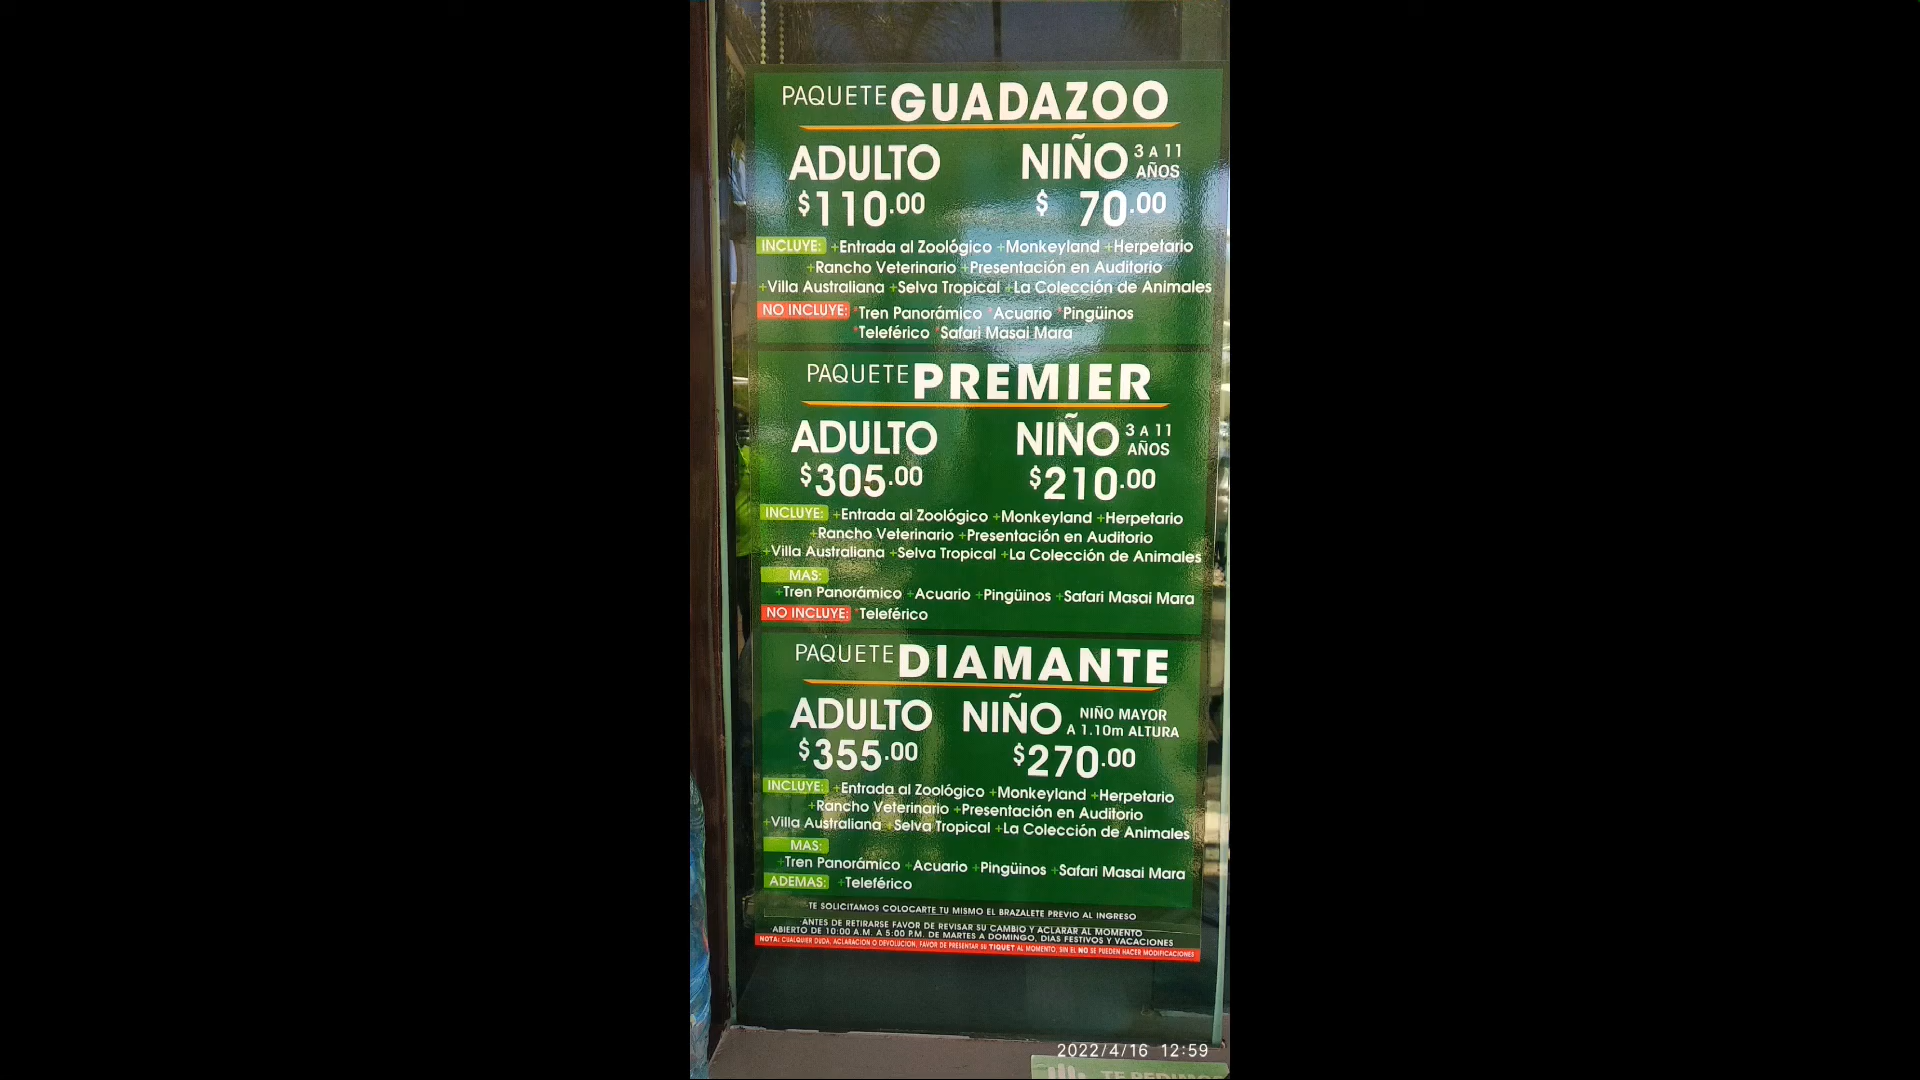 PAQUETE GUADAZOO
ADULTO NIÑO 3 A 11 AÑOS
$110.00 $ 70.00
INCLUYE: +Entrada al Zoológico +Monkeyland +Herpetario
+Rancho Veterinario +Presentación en Auditorio
+Villa Australiana +Selva Tropical +La Colección de Animales
NO INCLUYE: *Tren Panorámico *Acuario *Pingüinos
*Teleférico *Safari Masai Mara
PAQUETE PREMIER
ADULTO NIÑO 3 A 11 AÑOS
$305.00 $210.00
INCLUYE: +Entrada al Zoológico +Monkeyland +Herpetario
+Rancho Veterinario +Presentación en Auditorio
+Villa Australiana +Selva Tropical +La Colección de Animales
MAS:
+Tren Panorámico +Acuario +Pingüinos +Safari Masai Mara
NO INCLUYE: *Teleférico
PAQUETE DIAMANTE
ADULTO NIÑO NIÑO MAYOR A 1.10m ALTURA
$355.00 $270.00
INCLUYE: +Entrada al Zoológico +Monkeyland +Herpetario
+Rancho Veterinario +Presentación en Auditorio
+Villa Australiana +Selva Tropical +La Colección de Animales
MAS:
+Tren Panorámico +Acuario +Pingüinos +Safari Masai Mara
ADEMAS: +Teleférico
TE SOLICITAMOS COLOCARTE TU MISMO EL BRAZALETE PREVIO AL INGRESO
ANTES DE RETIRARSE FAVOR DE REVISAR SU CAMBIO Y ACLARAR AL MOMENTO
ABIERTO DE 10:00 A.M. A 5:00 P.M. DE MARTES A DOMINGO, DIAS FESTIVOS Y VACACIONES
NOTA: CUALQUIER DUDA, ACLARACION O DEVOLUCION, FAVOR DE PRESENTAR SU TIQUET AL MOMENTO, SIN EL NO SE PUEDEN HACER MODIFICACIONES
2022/4/16 12:59